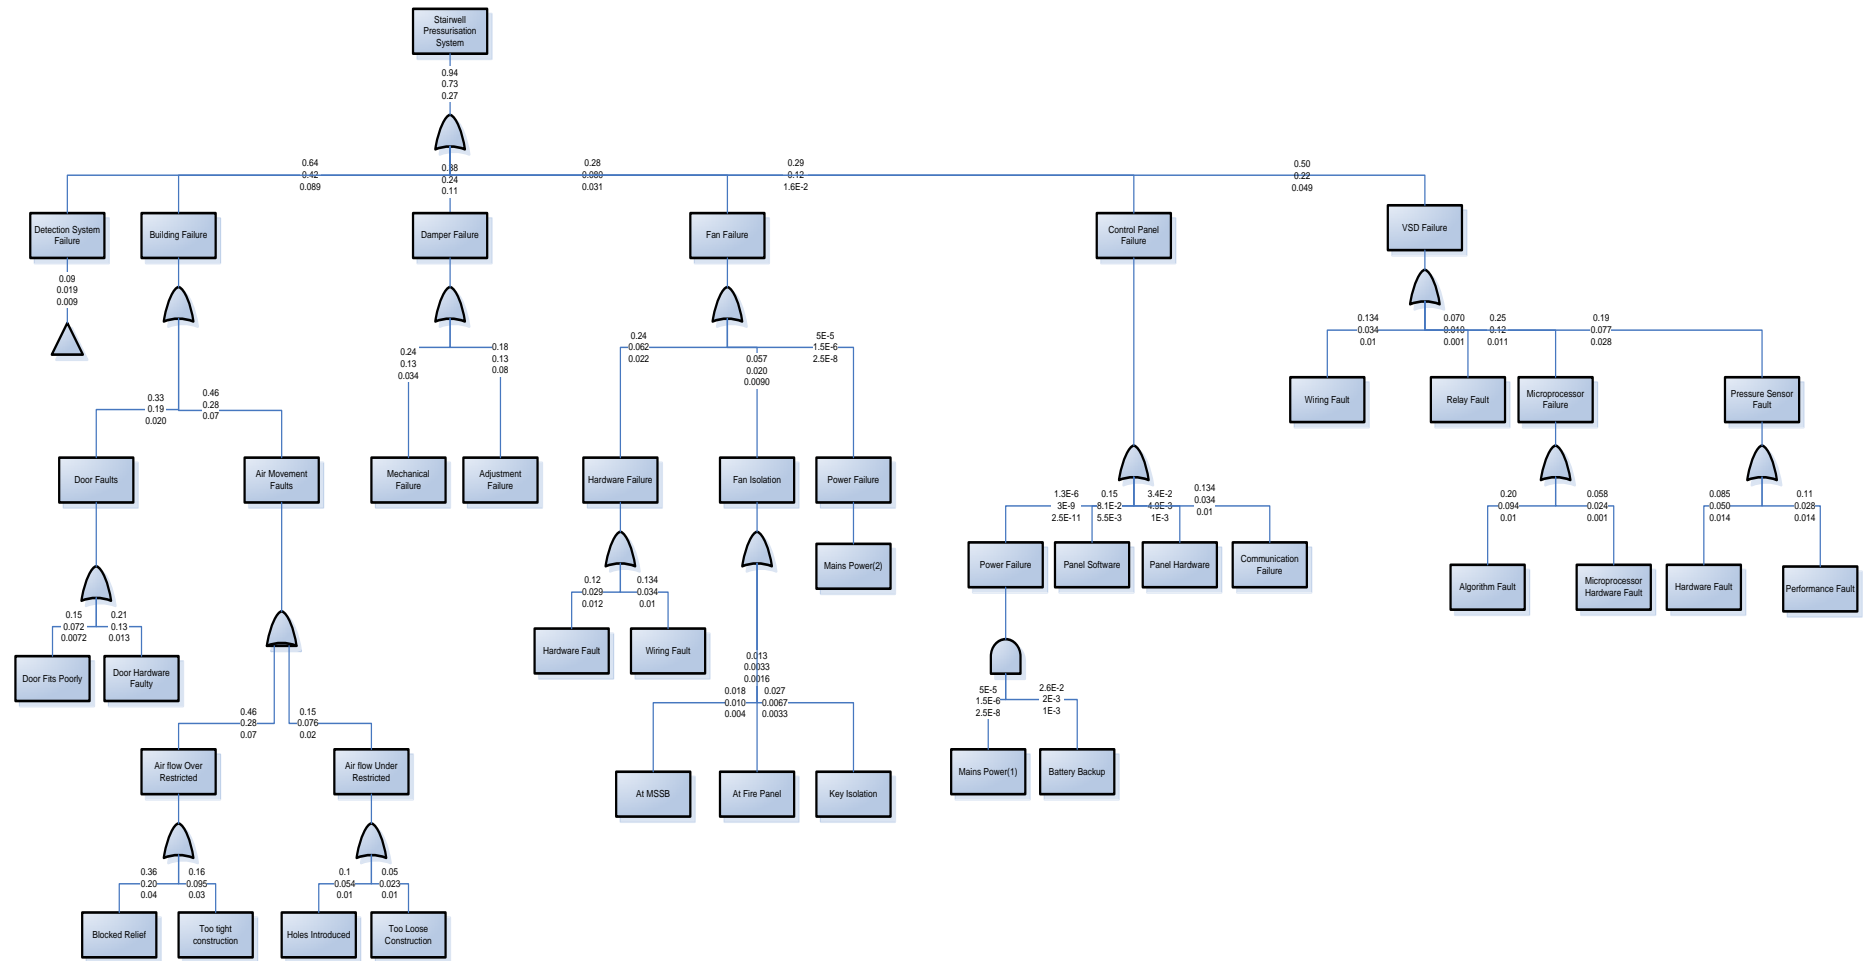 Stairwell
Pressurisation
System
0.94
0.73
0.27
0.64
0.42
0.089
0.38
0.24
0.11
0.28
0.080
0.031
0.29
0.12
1.6E-2
0.50
0.22
0.049
Detection System
Failure
Building Failure
Damper Failure
Fan Failure
Control Panel
Failure
VSD Failure
0.09
0.019
0.009
0.33
0.19
0.020
0.46
0.28
0.07
0.24
0.13
0.034
0.18
0.13
0.08
0.24
0.062
0.022
0.057
0.020
0.0090
5E-5
1.5E-6
2.5E-8
0.134
0.034
0.01
0.070
0.010
0.001
0.25
0.12
0.011
0.19
0.077
0.028
Wiring Fault
Relay Fault
Microprocessor
Failure
Pressure Sensor
Fault
Door Faults
Air Movement
Faults
Mechanical
Failure
Adjustment
Failure
Hardware Failure
Fan Isolation
Power Failure
Mains Power(2)
1.3E-6
3E-9
2.5E-11
0.15
8.1E-2
5.5E-3
3.4E-2
4.9E-3
1E-3
0.134
0.034
0.01
Power Failure
Panel Software
Panel Hardware
Communication
Failure
0.20
0.094
0.01
0.058
0.024
0.001
0.085
0.050
0.014
0.11
0.028
0.014
Algorithm Fault
Microprocessor
Hardware Fault
Hardware Fault
Performance Fault
0.15
0.072
0.0072
0.21
0.13
0.013
Door Fits Poorly
Door Hardware
Faulty
0.12
0.029
0.012
0.134
0.034
0.01
Hardware Fault
Wiring Fault
0.013
0.0033
0.0016
0.018
0.010
0.004
0.027
0.0067
0.0033
At MSSB
At Fire Panel
Key Isolation
5E-5
1.5E-6
2.5E-8
2.6E-2
2E-3
1E-3
Mains Power(1)
Battery Backup
0.46
0.28
0.07
0.15
0.076
0.02
Air flow Over
Restricted
Air flow Under
Restricted
0.36
0.20
0.04
0.16
0.095
0.03
0.1
0.054
0.01
0.05
0.023
0.01
Blocked Relief
Too tight
construction
Holes Introduced
Too Loose
Construction